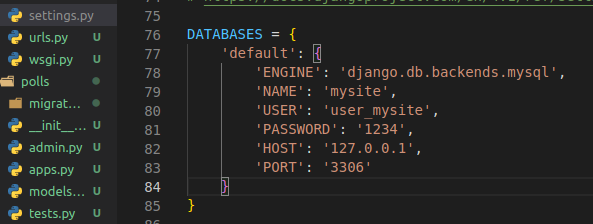 settings.py
urls.py U
wsgi.py U
polls
migrat...
__init__... U
admin.py U
apps.py U
models... U
tests.py U
75
76 DATABASES = {
77 'default': {
78 'ENGINE': 'django.db.backends.mysql',
79 'NAME': 'mysite',
80 'USER': 'user_mysite',
81 'PASSWORD': '1234',
82 'HOST': '127.0.0.1',
83 'PORT': '3306'
84 }
85 }